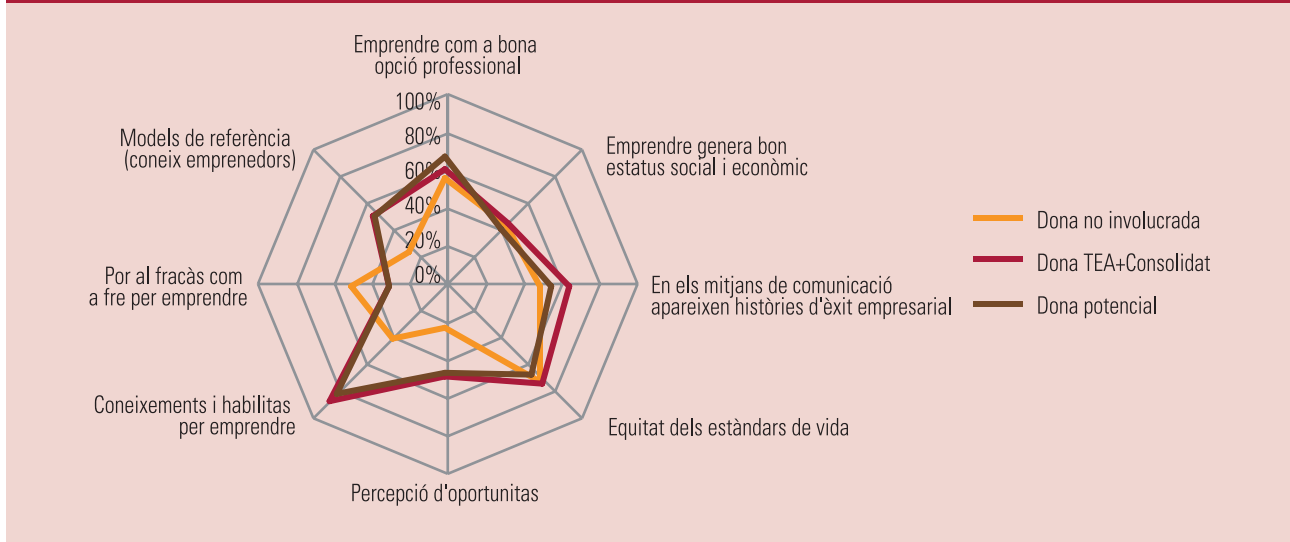 Emprendre com a bona
opció professional
100%
80%
60%
40%
20%
0%
Emprendre genera bon
estatus social i econòmic
En els mitjans de comunicació
apareixen històries d'èxit empresarial
Equitat dels estàndars de vida
Percepció d'oportunitas
Coneixements i habilitas
per emprendre
Por al fracàs com
a fre per emprendre
Models de referència
(coneix emprenedors)
Dona no involucrada
Dona TEA+Consolidat
Dona potencial